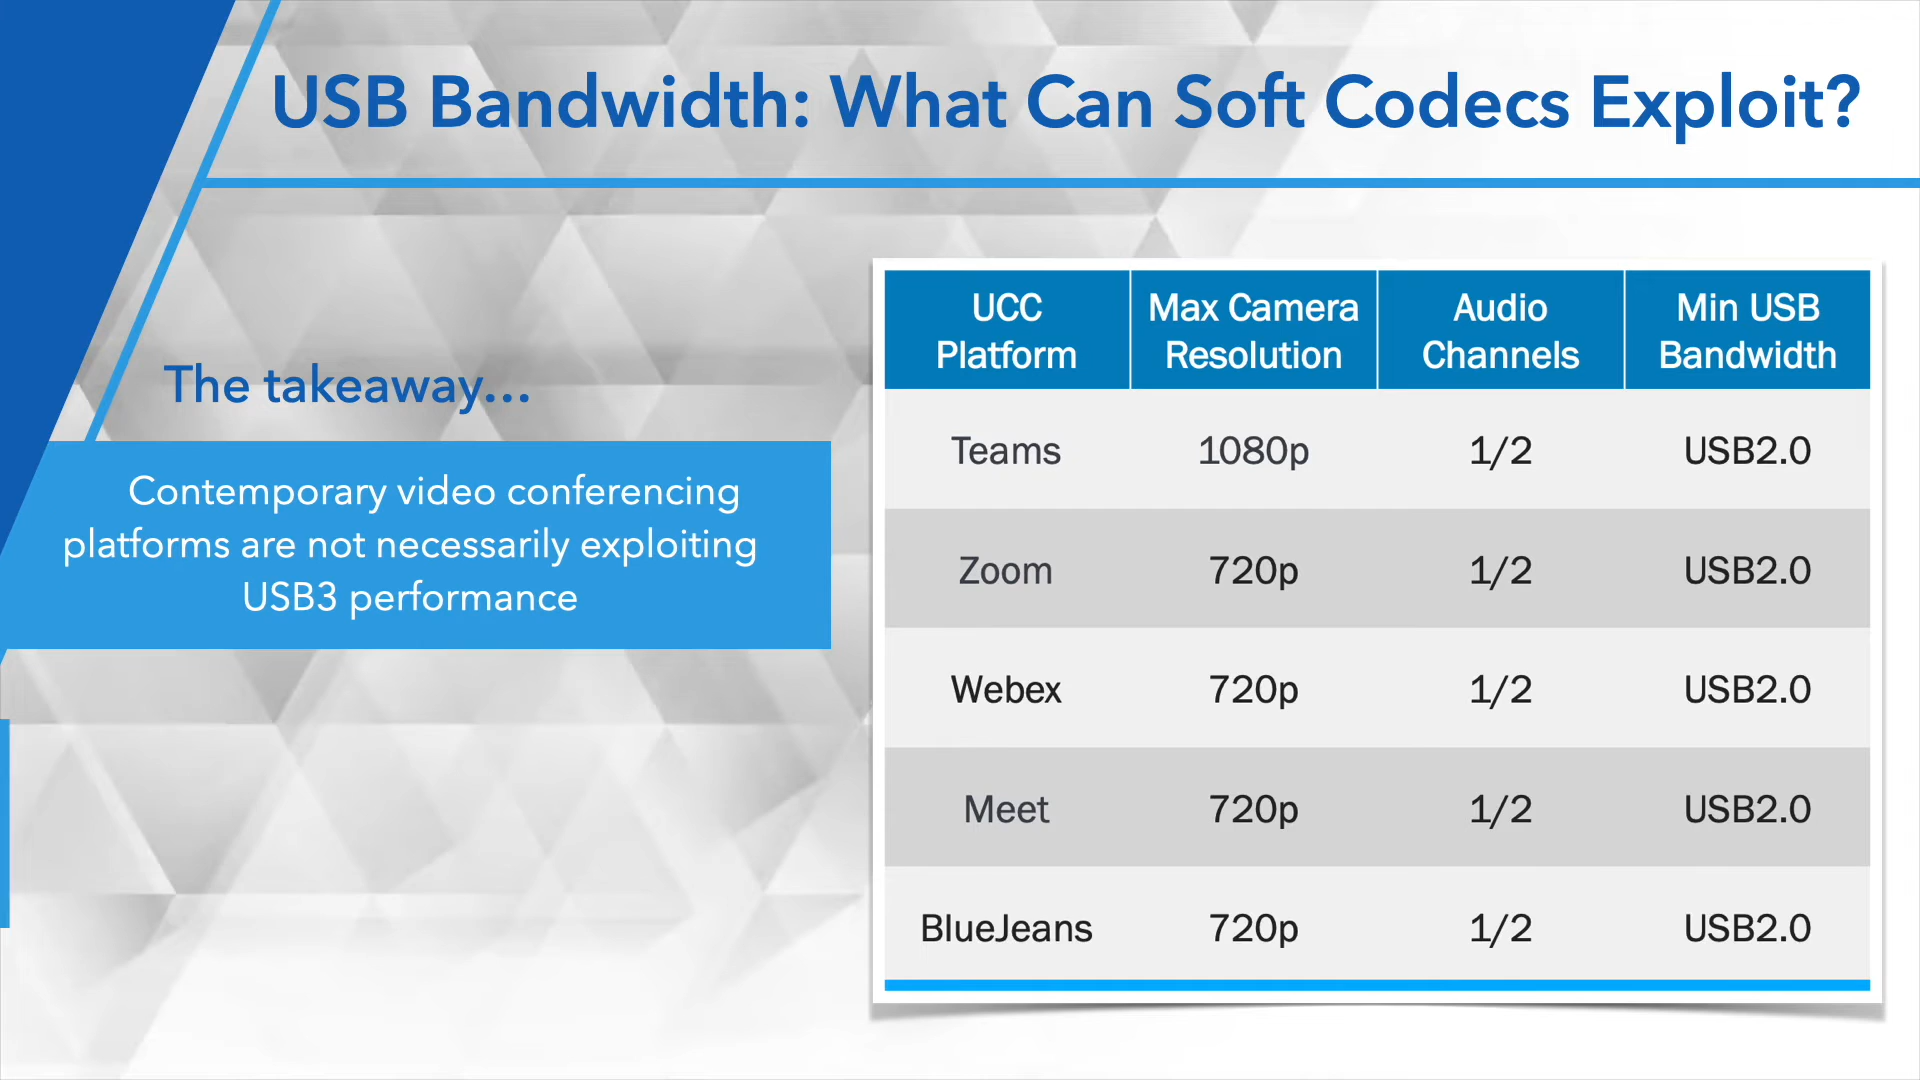 USB Bandwidth: What Can Soft Codecs Exploit?
The takeaway...
Contemporary video conferencing
platforms are not necessarily exploiting
USB3 performance
UCC Platform Max Camera Resolution Audio Channels Min USB Bandwidth
Teams 1080p 1/2 USB2.0
Zoom 720p 1/2 USB2.0
Webex 720p 1/2 USB2.0
Meet 720p 1/2 USB2.0
BlueJeans 720p 1/2 USB2.0